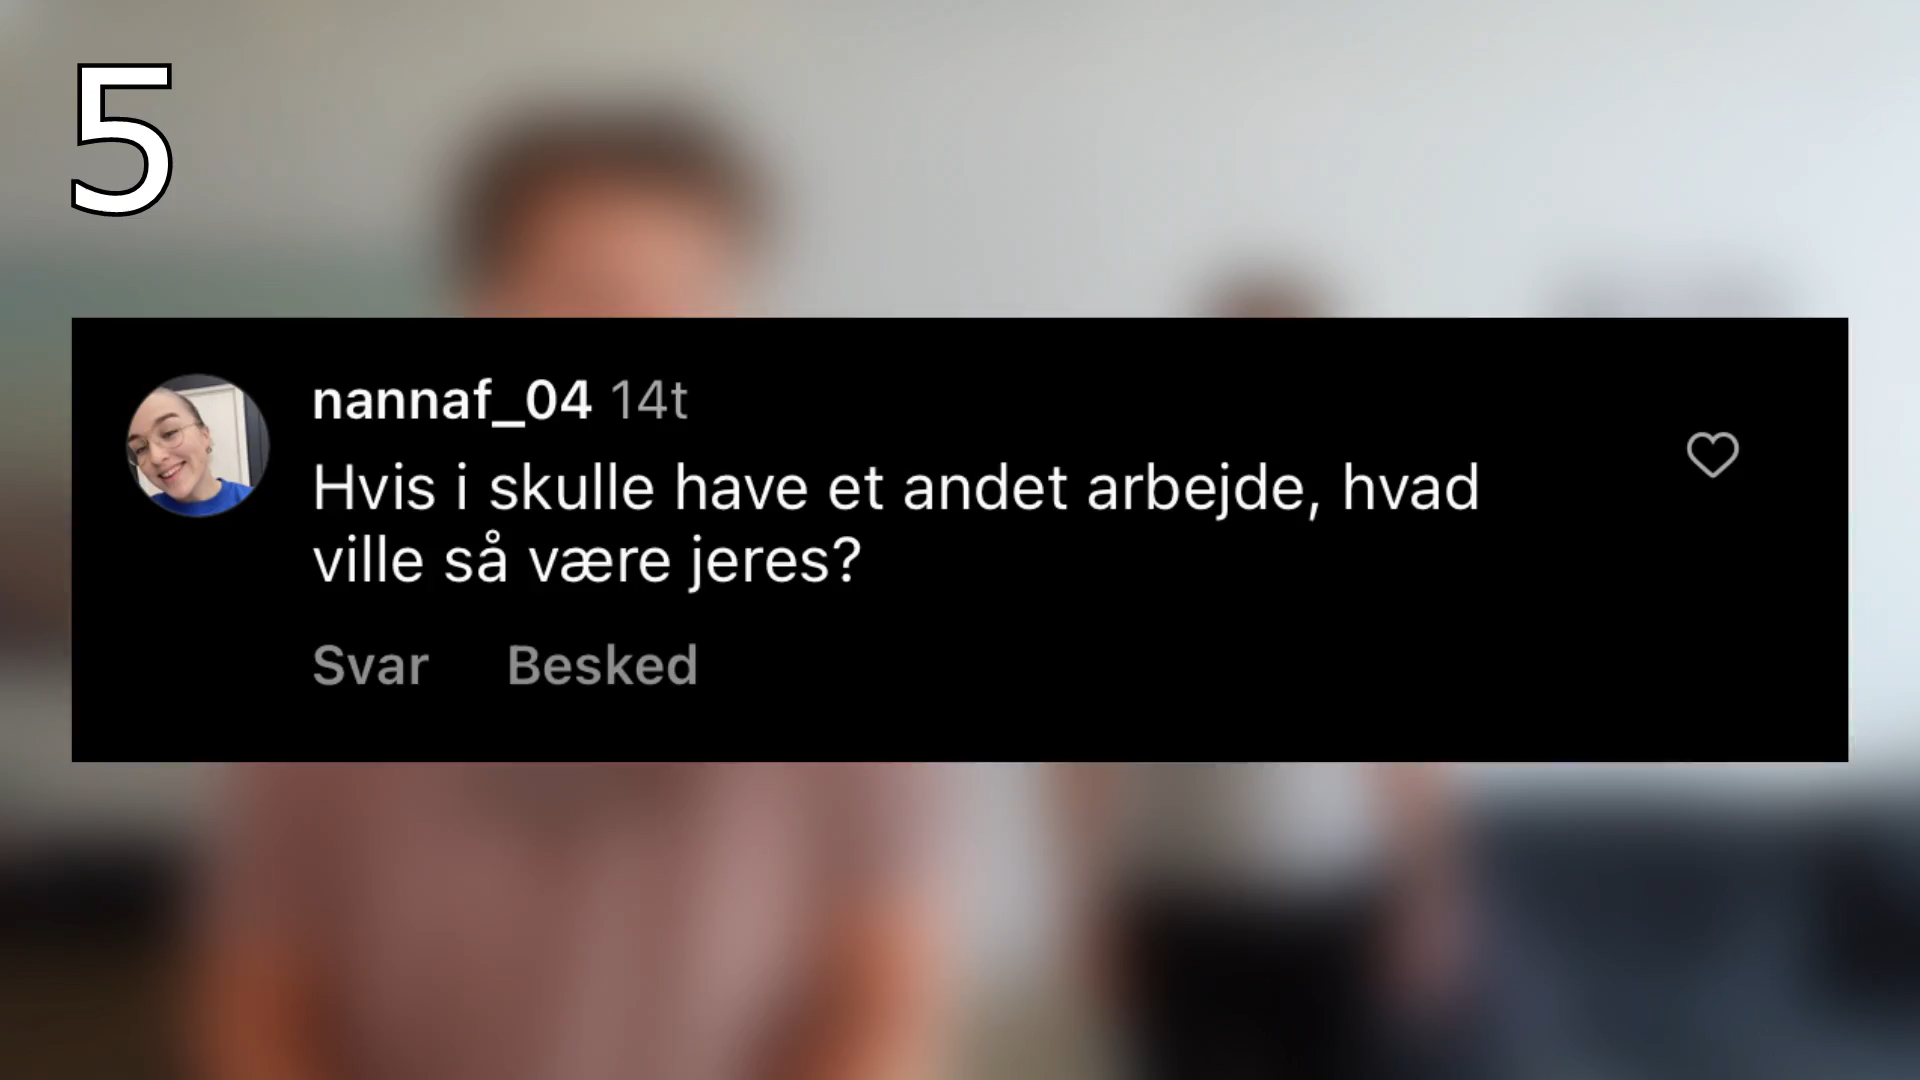 5
nannaf_04 14t
Hvis i skulle have et andet arbejde, hvad
ville så være jeres?
Svar Besked